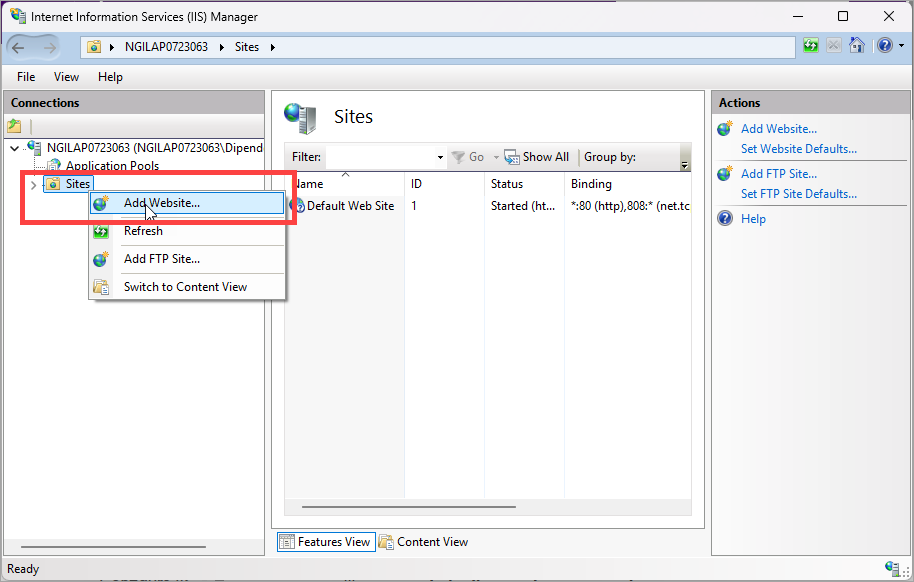 Internet Information Services (IIS) Manager
NGILAP0723063 Sites
File View Help
Connections
NGILAP0723063 (NGILAP0723063\Dipend
Application Pools
Sites
Add Website...
Refresh
Add FTP Site...
Switch to Content View
Sites
Filter: Go Show All Group by:
Name ID Status Binding
Default Web Site 1 Started (ht... *:80 (http),808:* (net.tc
Features View Content View
Actions
Add Website...
Set Website Defaults...
Add FTP Site...
Set FTP Site Defaults...
Help
Ready